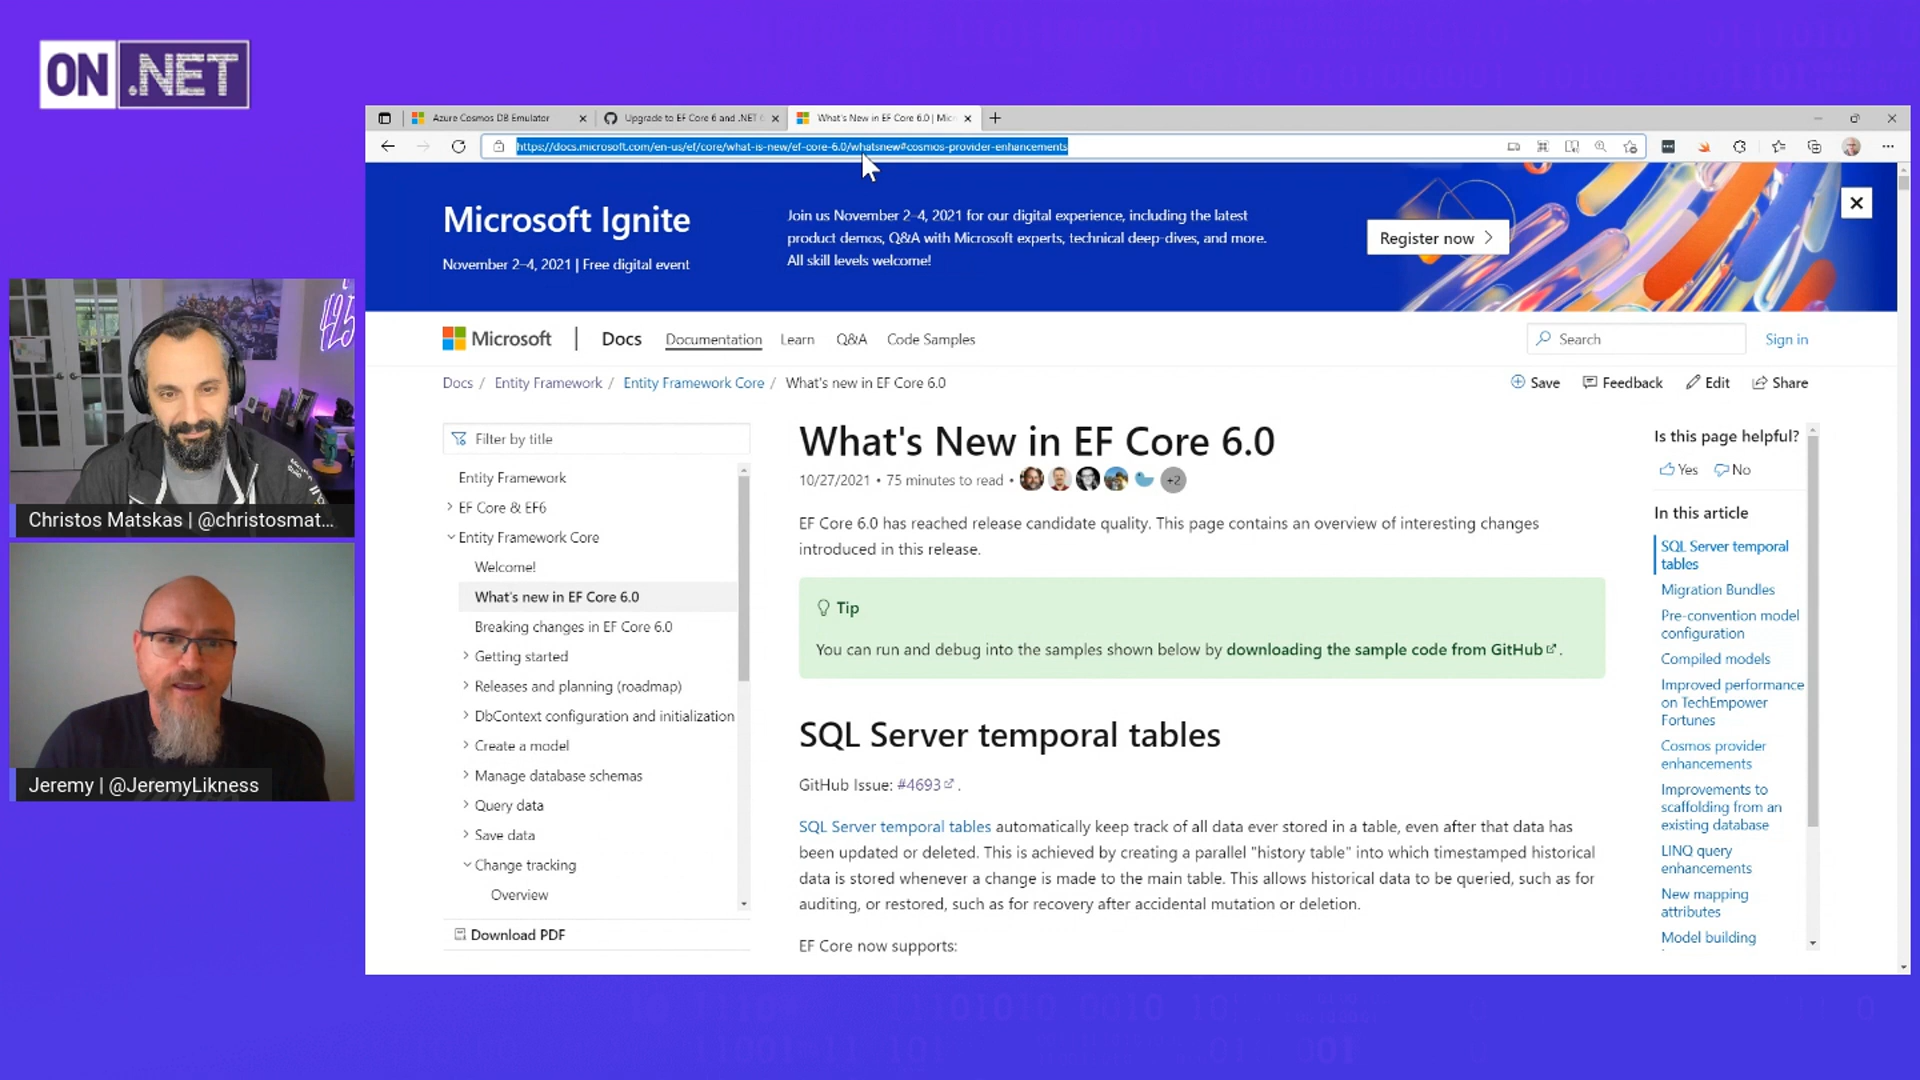 ON .NET
Azure Cosmos DB Emulator
Upgrade to EF Core 6 and .NET 6
What's New in EF Core 6.0 | Micr
https://docs.microsoft.com/en-us/ef/core/what-is-new/ef-core-6.0/whatsnew#cosmos-provider-enhancements
Microsoft Ignite
November 2-4, 2021 | Free digital event
Join us November 2-4, 2021 for our digital experience, including the latest
product demos, Q&A with Microsoft experts, technical deep-dives, and more.
All skill levels welcome!
Register now
Microsoft | Docs Documentation Learn Q&A Code Samples
Search
Sign in
Docs / Entity Framework / Entity Framework Core / What's new in EF Core 6.0
Save Feedback Edit Share
Filter by title
Entity Framework
EF Core & EF6
Entity Framework Core
Welcome!
What's new in EF Core 6.0
Breaking changes in EF Core 6.0
Getting started
Releases and planning (roadmap)
DbContext configuration and initialization
Create a model
Manage database schemas
Query data
Save data
Change tracking
Overview
Download PDF
What's New in EF Core 6.0
10/27/2021 • 75 minutes to read •
+2
EF Core 6.0 has reached release candidate quality. This page contains an overview of interesting changes
introduced in this release.
Tip
You can run and debug into the samples shown below by downloading the sample code from GitHub .
SQL Server temporal tables
GitHub Issue: #4693 .
SQL Server temporal tables automatically keep track of all data ever stored in a table, even after that data has
been updated or deleted. This is achieved by creating a parallel "history table" into which timestamped historical
data is stored whenever a change is made to the main table. This allows historical data to be queried, such as for
auditing, or restored, such as for recovery after accidental mutation or deletion.
EF Core now supports:
Is this page helpful?
Yes No
In this article
SQL Server temporal
tables
Migration Bundles
Pre-convention model
configuration
Compiled models
Improved performance
on TechEmpower
Fortunes
Cosmos provider
enhancements
Improvements to
scaffolding from an
existing database
LINQ query
enhancements
New mapping
attributes
Model building
Christos Matskas | @christosmat...
Jeremy | @JeremyLikness